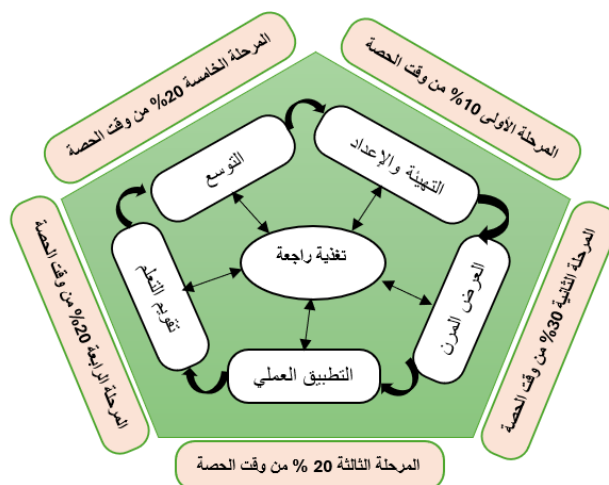 المرحلة الأولى 10% من وقت الحصة
التهيئة والإعداد
المرحلة الثانية 30% من وقت الحصة
العرض المرن
المرحلة الثالثة 20 % من وقت الحصة
التطبيق العملي
المرحلة الرابعة 20% من وقت الحصة
تقويم التعلم
المرحلة الخامسة 20% من وقت الحصة
التوسع
تغذية راجعة